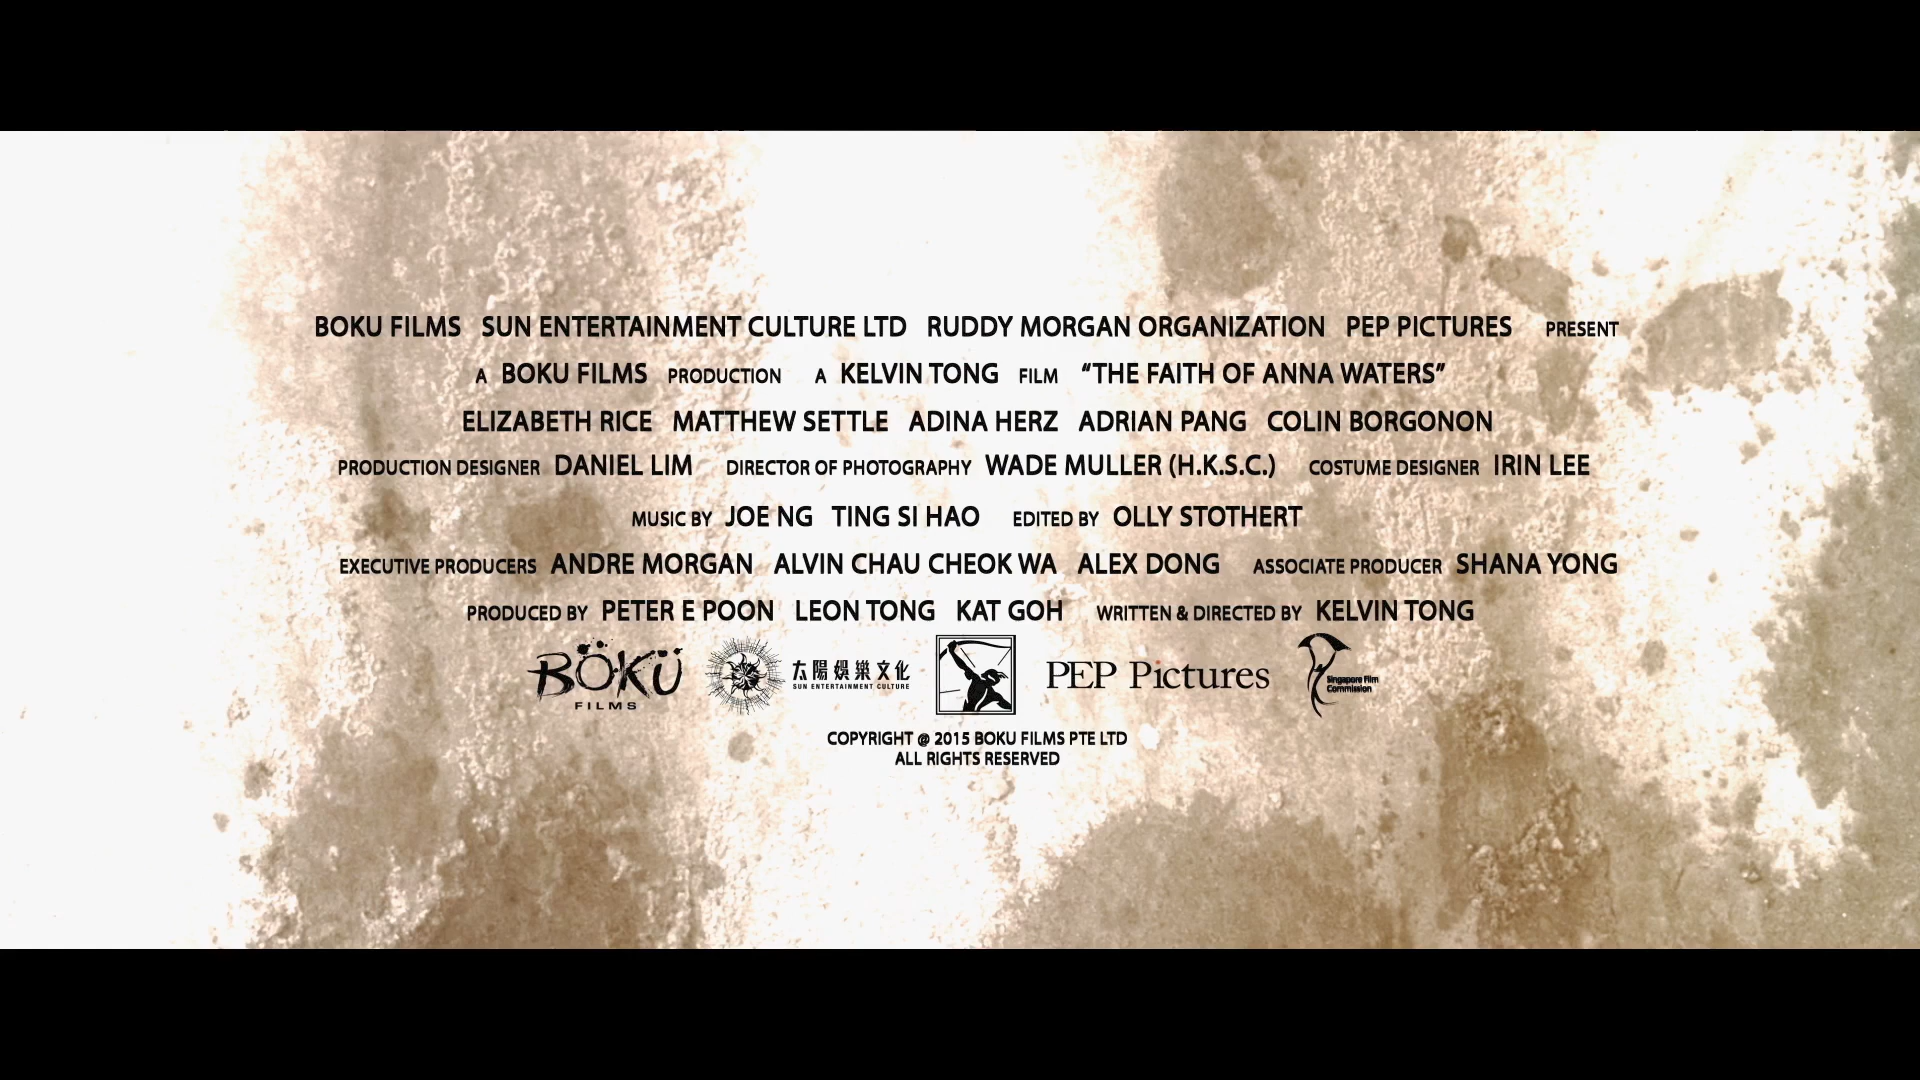 BOKU FILMS SUN ENTERTAINMENT CULTURE LTD RUDDY MORGAN ORGANIZATION PEP PICTURES PRESENT
A BOKU FILMS PRODUCTION A KELVIN TONG FILM “THE FAITH OF ANNA WATERS”
ELIZABETH RICE MATTHEW SETTLE ADINA HERZ ADRIAN PANG COLIN BORGONON
PRODUCTION DESIGNER DANIEL LIM DIRECTOR OF PHOTOGRAPHY WADE MULLER (H.K.S.C.) COSTUME DESIGNER IRIN LEE
MUSIC BY JOE NG TING SI HAO EDITED BY OLLY STOTHERT
EXECUTIVE PRODUCERS ANDRE MORGAN ALVIN CHAU CHEOK WA ALEX DONG ASSOCIATE PRODUCER SHANA YONG
PRODUCED BY PETER E POON LEON TONG KAT GOH WRITTEN & DIRECTED BY KELVIN TONG
BÖKÜ
FILMS
太陽娛樂文化
SUN ENTERTAINMENT CULTURE
PEP Pictures
Singapore Film
Commission
COPYRIGHT @ 2015 BOKU FILMS PTE LTD
ALL RIGHTS RESERVED